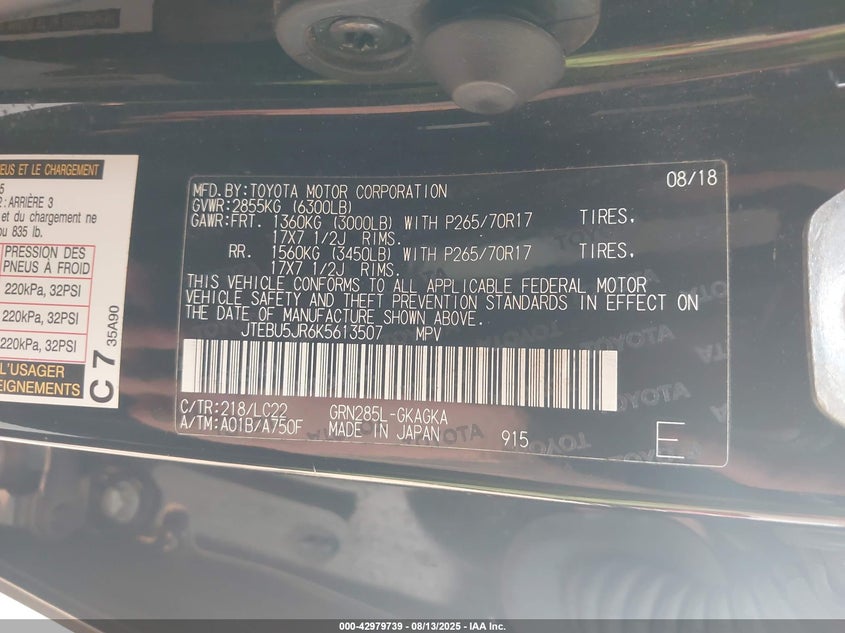 EUS ET LE CHARGEMENT
5
2: ARRIÈRE 3
et du chargement ne
ou 835 lb.
PRESSION DES
PNEUS À FROID
220kPa, 32PSI
220kPa, 32PSI
220kPa, 32PSI
L'USAGER
EIGNEMENTS
C 7 35A90
MFD.BY:TOYOTA MOTOR CORPORATION 08/18
GVWR:2855KG (6300LB)
GAWR:FRT. 1360KG (3000LB) WITH P265/70R17 TIRES,
17X7 1/2J RIMS.
RR. 1560KG (3450LB) WITH P265/70R17 TIRES,
17X7 1/2J RIMS.
THIS VEHICLE CONFORMS TO ALL APPLICABLE FEDERAL MOTOR
VEHICLE SAFETY AND THEFT PREVENTION STANDARDS IN EFFECT ON
THE DATE OF MANUFACTURE SHOWN ABOVE.
JTEBU5JR6K5613507 MPV
C/TR:218/LC22 GRN285L-GKAGKA
A/TM:A01B/A750F MADE IN JAPAN 915 E
000-42979739 - 08/13/2025 - IAA Inc.